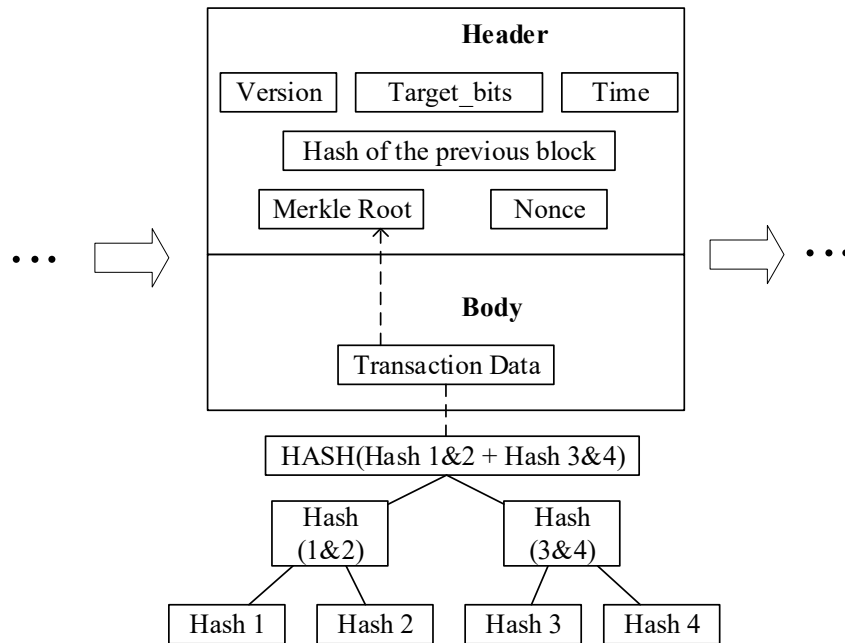 Header
Version Target_bits Time
Hash of the previous block
Merkle Root Nonce
Body
Transaction Data
HASH(Hash 1&2 + Hash 3&4)
Hash
(1&2)
Hash
(3&4)
Hash 1 Hash 2 Hash 3 Hash 4